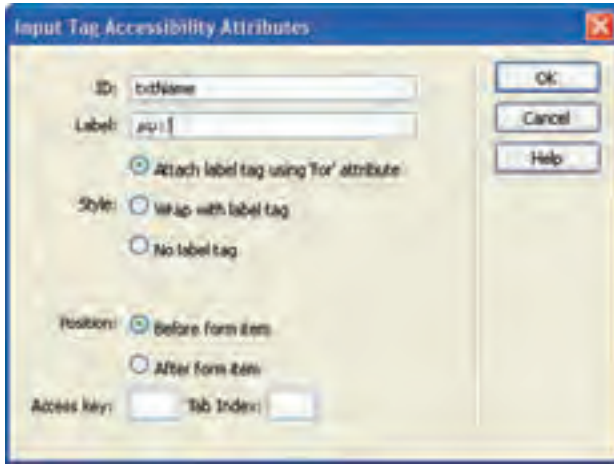 Input Tag Accessibility Attributes
ID: txtName
Label:
Attach label tag using 'for' attribute
Style: Wrap with label tag
No label tag
Position: Before form item
After form item
Access key: Tab Index:
OK
Cancel
Help